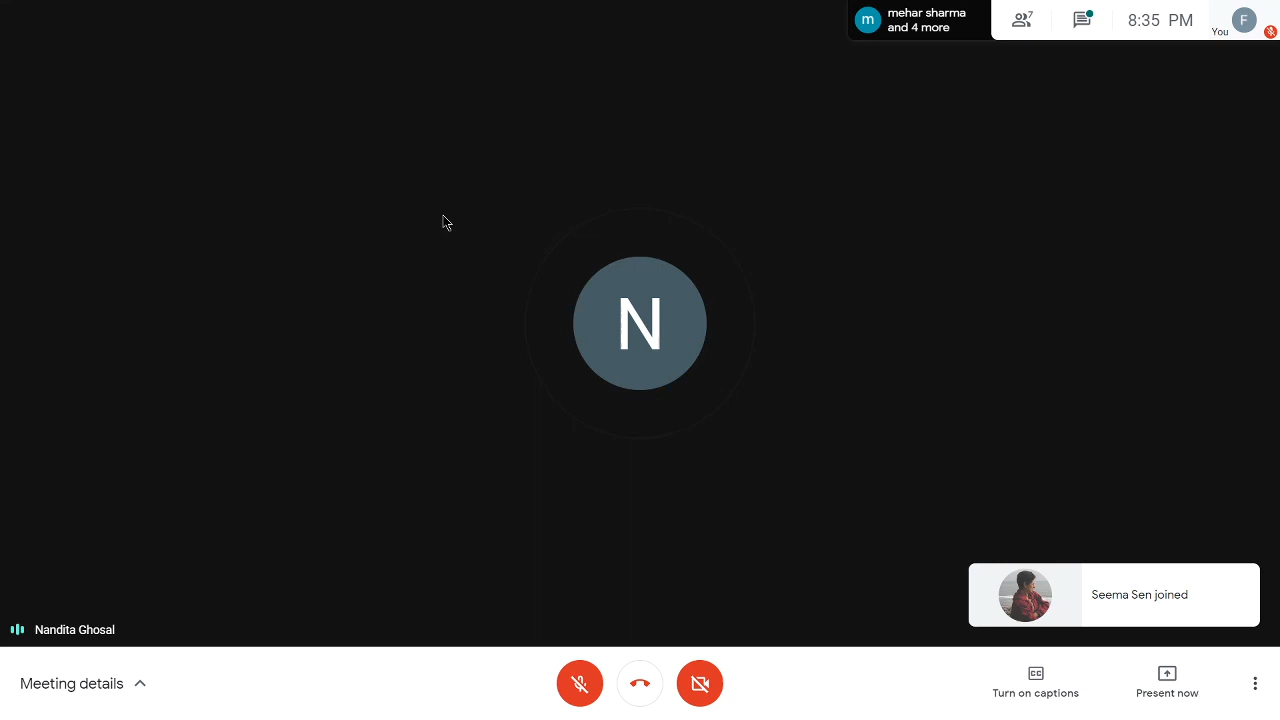 m
mehar sharma
and 4 more
7
8:35 PM
You
F
N
Seema Sen joined
Nandita Ghosal
Meeting details
CC
Turn on captions
Present now